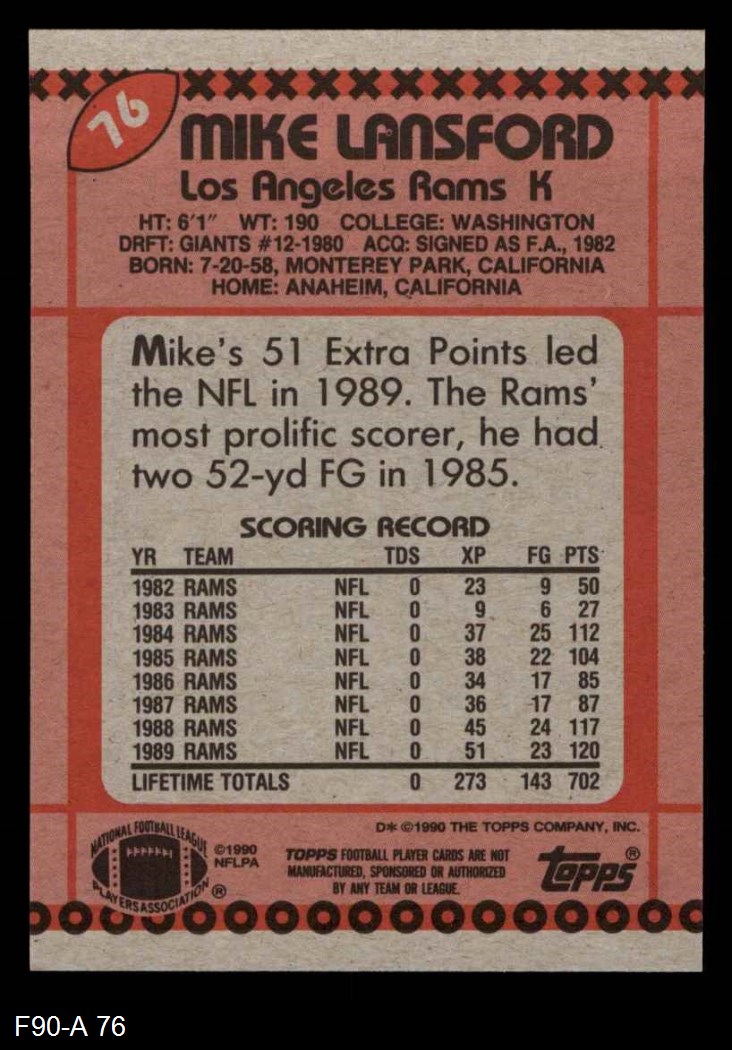 76
MIKE LANSFORD
Los Angeles Rams K
HT: 6'1" WT: 190 COLLEGE: WASHINGTON
DRFT: GIANTS #12-1980 ACQ: SIGNED AS F.A., 1982
BORN: 7-20-58, MONTEREY PARK, CALIFORNIA
HOME: ANAHEIM, CALIFORNIA
Mike's 51 Extra Points led
the NFL in 1989. The Rams'
most prolific scorer, he had
two 52-yd FG in 1985.
SCORING RECORD
YR TEAM TDS XP FG PTS
1982 RAMS NFL 0 23 9 50
1983 RAMS NFL 0 9 6 27
1984 RAMS NFL 0 37 25 112
1985 RAMS NFL 0 38 22 104
1986 RAMS NFL 0 34 17 85
1987 RAMS NFL 0 36 17 87
1988 RAMS NFL 0 45 24 117
1989 RAMS NFL 0 51 23 120
LIFETIME TOTALS 0 273 143 702
D* ©1990 THE TOPPS COMPANY, INC.
NATIONAL FOOTBALL LEAGUE
PLAYERS ASSOCIATION ®
©1990
NFLPA
TOPPS FOOTBALL PLAYER CARDS ARE NOT
MANUFACTURED, SPONSORED OR AUTHORIZED
BY ANY TEAM OR LEAGUE.
topps®
F90-A 76